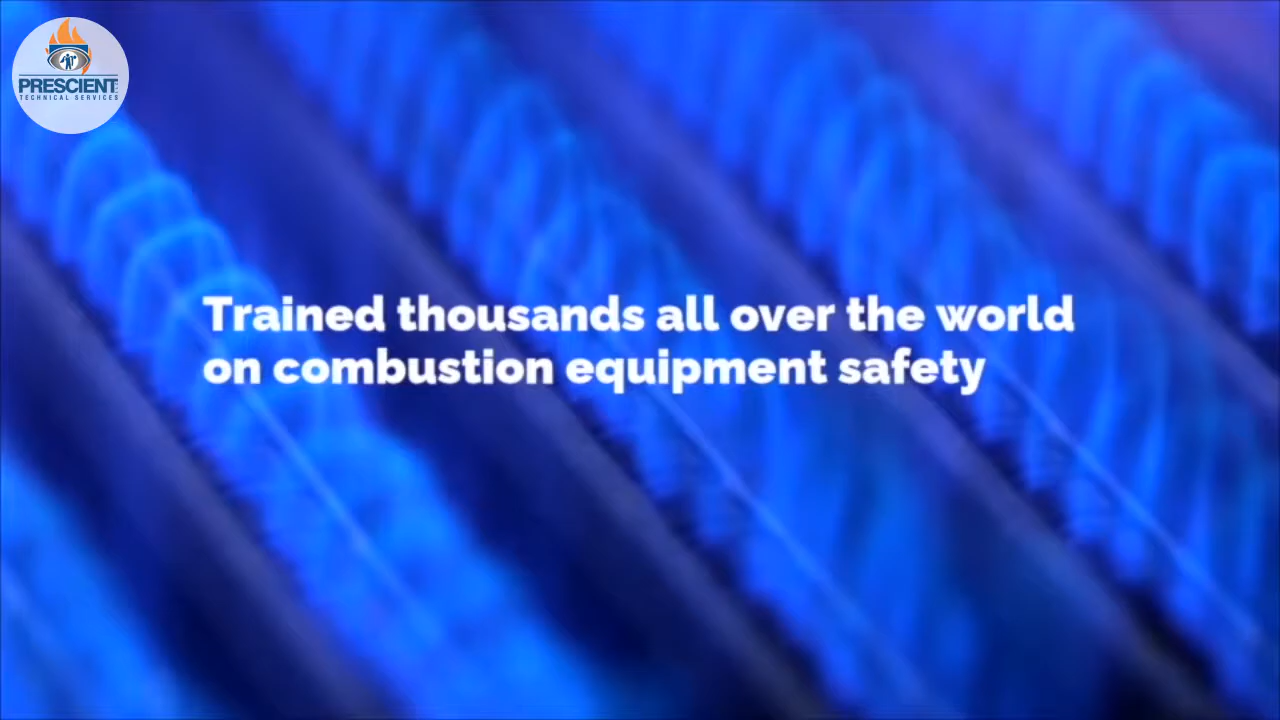 PRESCIENT
TECHNICAL SERVICES
Trained thousands all over the world
on combustion equipment safety